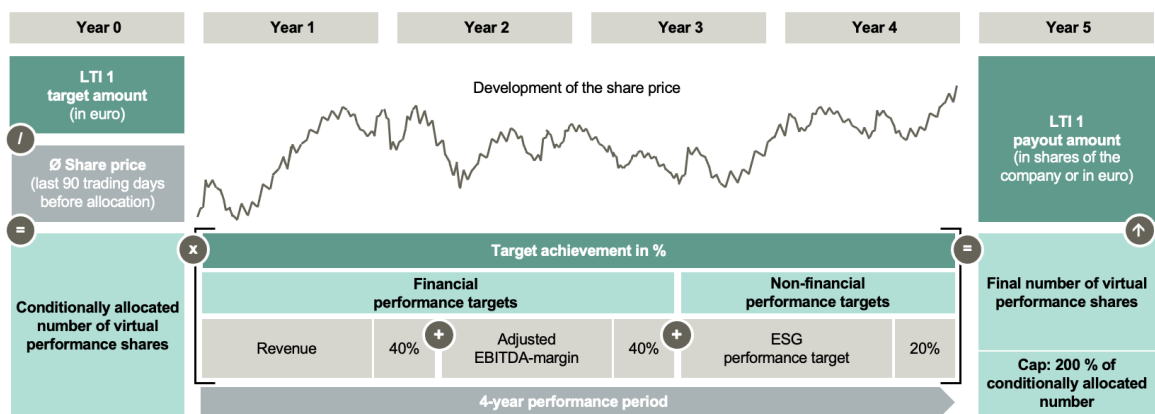 Year 0
Year 1
Year 2
Year 3
Year 4
Year 5
LTI 1
target amount
(in euro)
/
Ø Share price
(last 90 trading days
before allocation)
=
Conditionally allocated
number of virtual
performance shares
x
Development of the share price
Target achievement in %
Financial
performance targets
Non-financial
performance targets
Revenue
40%
+
Adjusted
EBITDA-margin
40%
+
ESG
performance target
20%
4-year performance period
=
LTI 1
payout amount
(in shares of the
company or in euro)
↑
Final number of virtual
performance shares
Cap: 200 % of
conditionally allocated
number